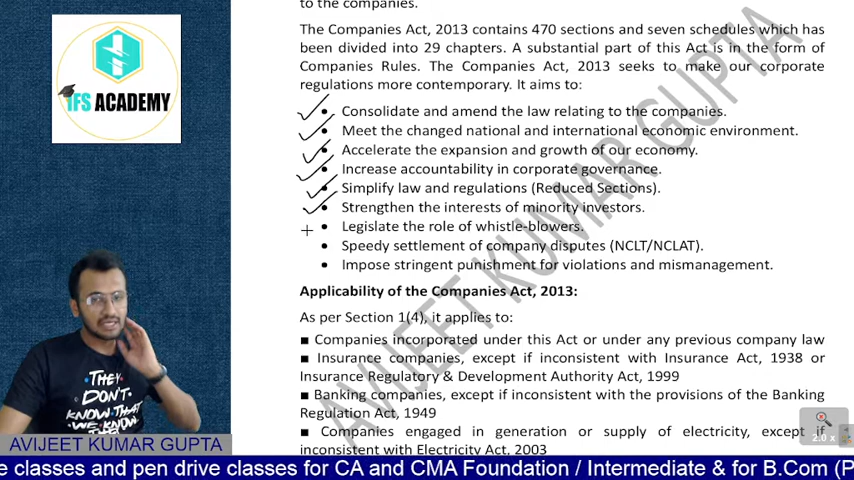 to the companies.
The Companies Act, 2013 contains 470 sections and seven schedules which has
been divided into 29 chapters. A substantial part of this Act is in the form of
Companies Rules. The Companies Act, 2013 seeks to make our corporate
regulations more contemporary. It aims to:
• Consolidate and amend the law relating to the companies.
• Meet the changed national and international economic environment.
• Accelerate the expansion and growth of our economy.
• Increase accountability in corporate governance.
• Simplify law and regulations (Reduced Sections).
• Strengthen the interests of minority investors.
• Legislate the role of whistle-blowers.
• Speedy settlement of company disputes (NCLT/NCLAT).
• Impose stringent punishment for violations and mismanagement.
Applicability of the Companies Act, 2013:
As per Section 1(4), it applies to:
■ Companies incorporated under this Act or under any previous company law
■ Insurance companies, except if inconsistent with Insurance Act, 1938 or
Insurance Regulatory & Development Authority Act, 1999
■ Banking companies, except if inconsistent with the provisions of the Banking
Regulation Act, 1949
■ Companies engaged in generation or supply of electricity, except if
inconsistent with Electricity Act, 2003
AVIJEET KUMAR GUPTA
IFS ACADEMY
THEY
DON'T
KNOW THAT
WE KNOW
AVIJEET KUMAR GUPTA
2.0 x
e classes and pen drive classes for CA and CMA Foundation / Intermediate & for B.Com (P